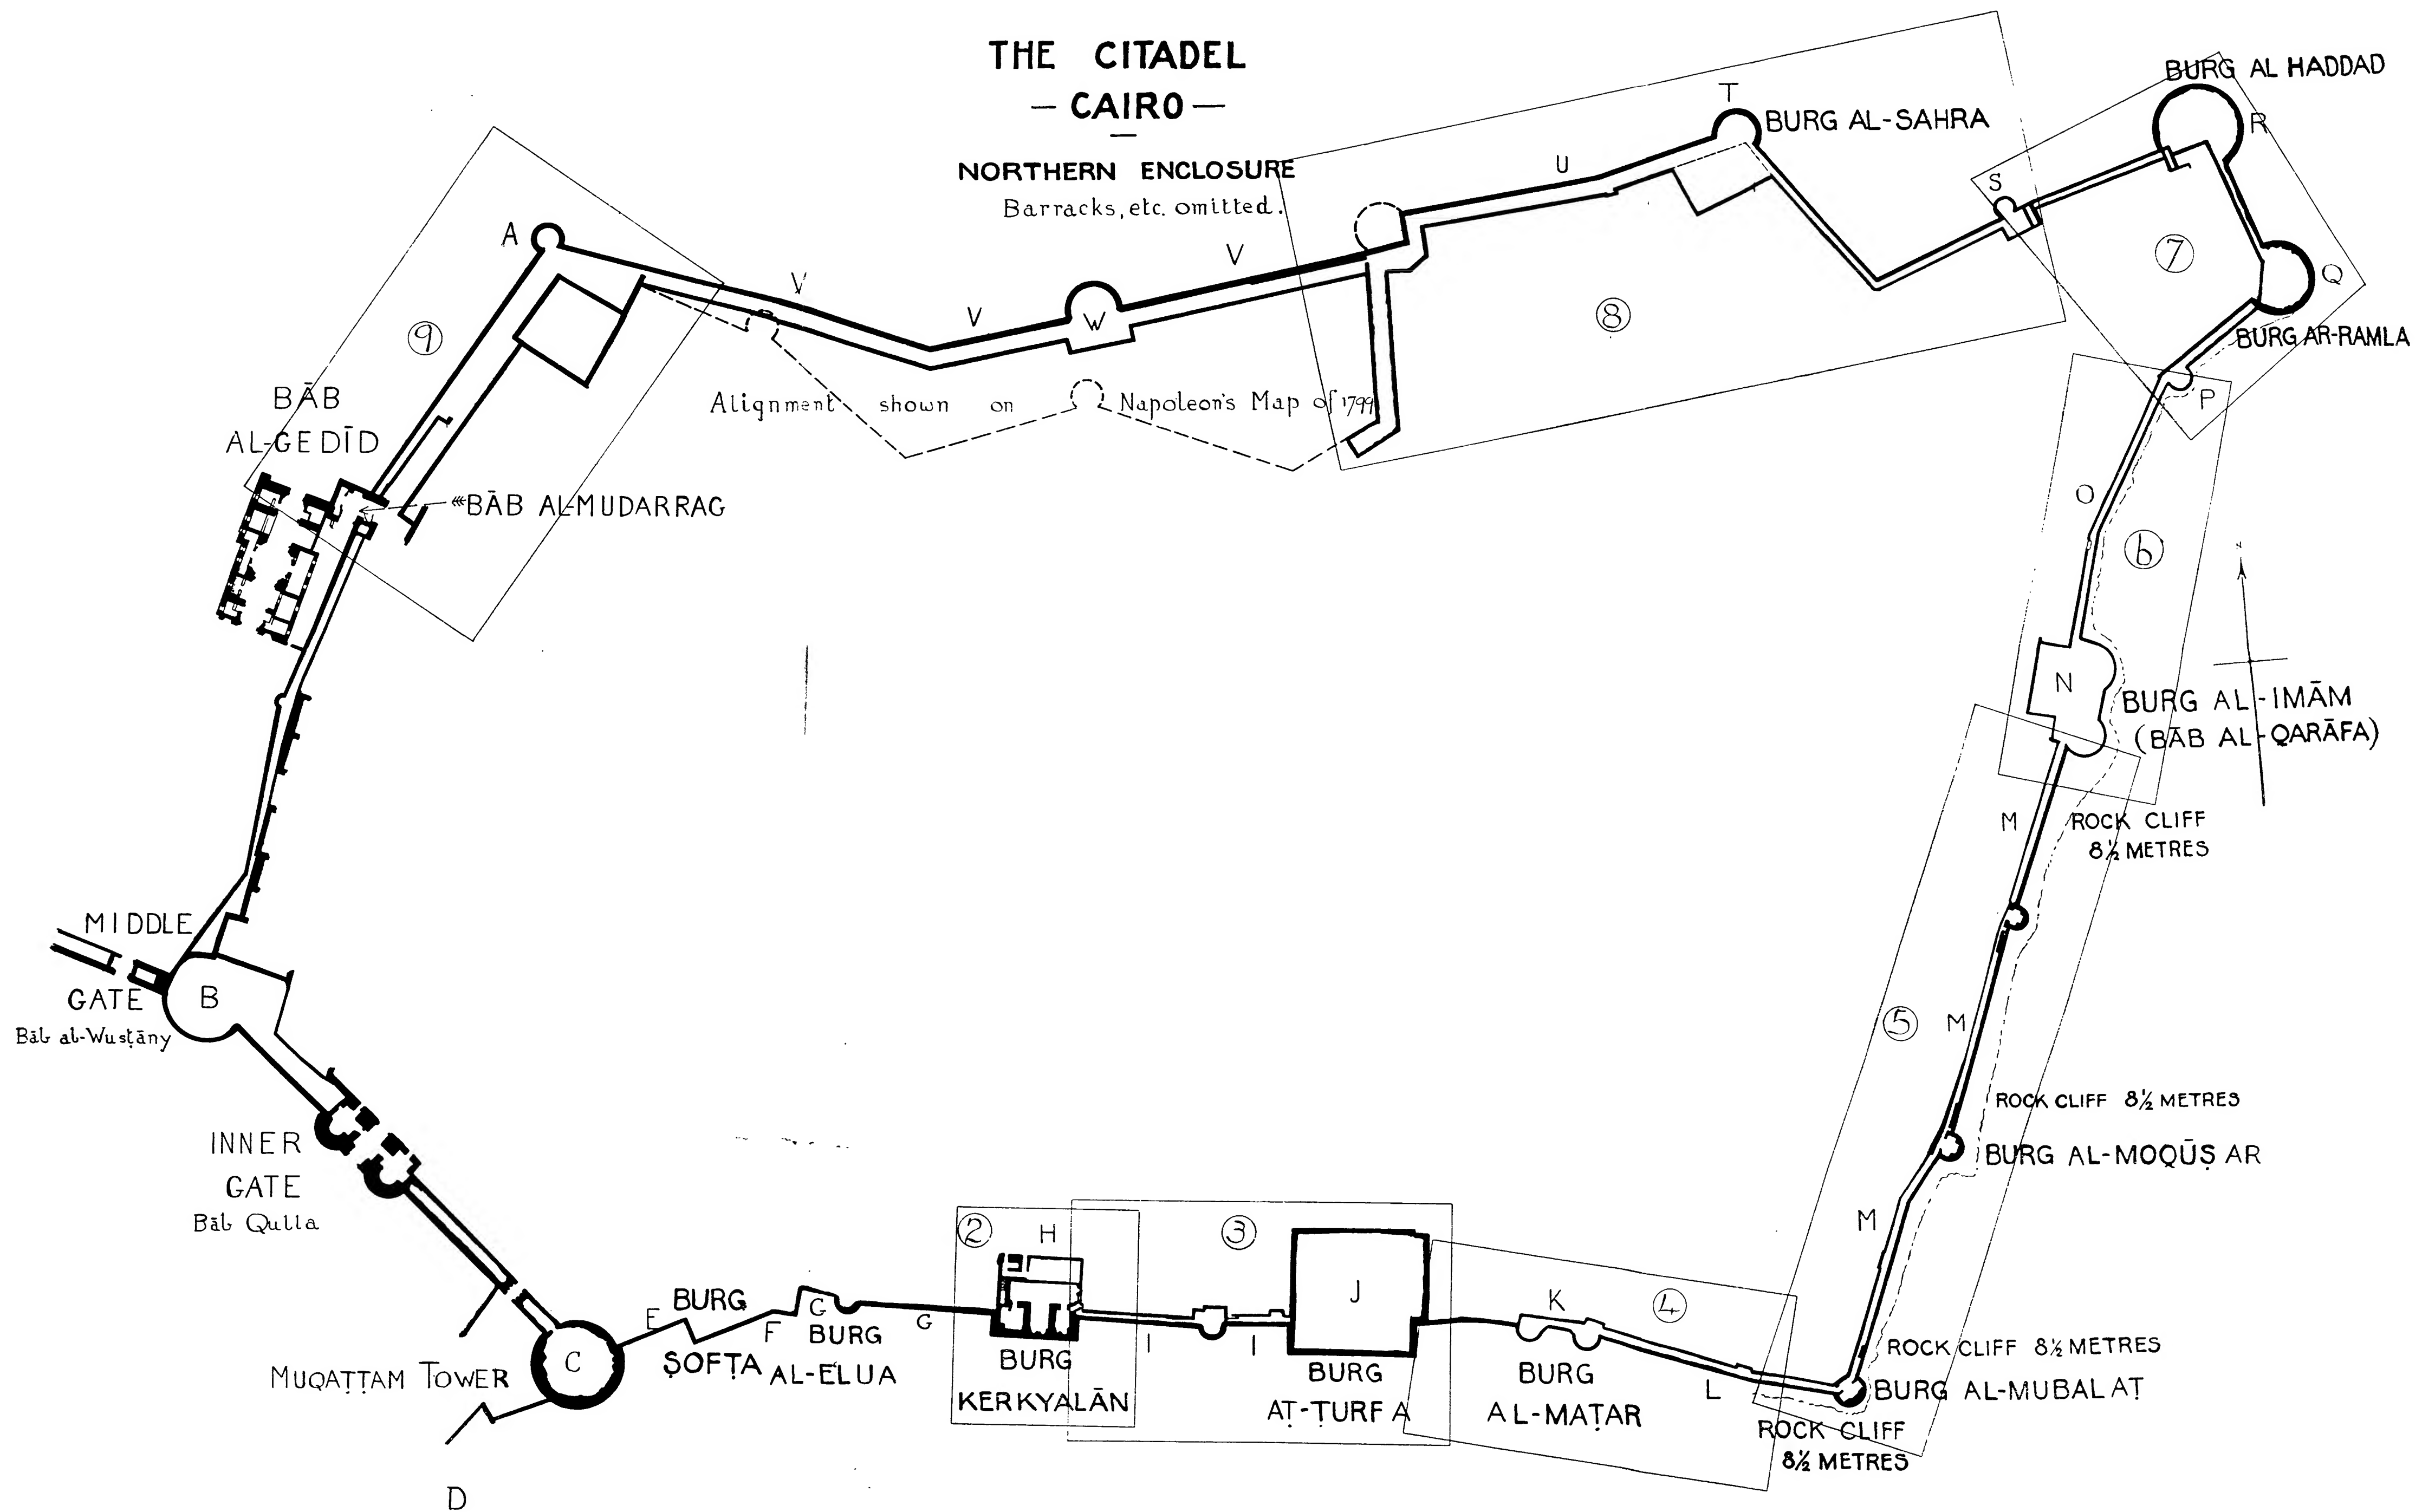 THE CITADEL
— CAIRO —
NORTHERN ENCLOSURE
Barracks, etc. omitted.
BURG AL HADDAD
R
T
BURG AL-SAHRA
U
S
7
Q
BURG AR-RAMLA
P
A
V
V
V
W
8
9
Alignment shown on Napoleon's Map of 1799
BĀB
AL-GEDĪD
BĀB AL-MUDARRAG
O
6
N
N
BURG AL-IMĀM
(BĀB AL-QARĀFA)
M
ROCK CLIFF
8½ METRES
MIDDLE
GATE
Bāb al-Wusṭāny
B
5
M
ROCK CLIFF 8½ METRES
BURG AL-MOQŪṢAR
INNER
GATE
Bāb Qulla
M
2
H
3
J
K
4
E
BURG
ṢOFṬA
F
G
BURG
AL-ELUA
G
I
I
BURG
KERKYALĀN
BURG
AṬ-ṬURFA
BURG
AL-MAṬAR
L
ROCK CLIFF 8½ METRES
BURG AL-MUBALAṬ
ROCK CLIFF
8½ METRES
MUQAṬṬAM TOWER
C
D